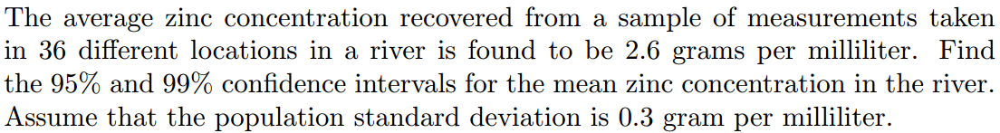 The average zinc concentration recovered from a sample of measurements taken
in 36 different locations in a river is found to be 2.6 grams per milliliter. Find
the 95% and 99% confidence intervals for the mean zinc concentration in the river.
Assume that the population standard deviation is 0.3 gram per milliliter.